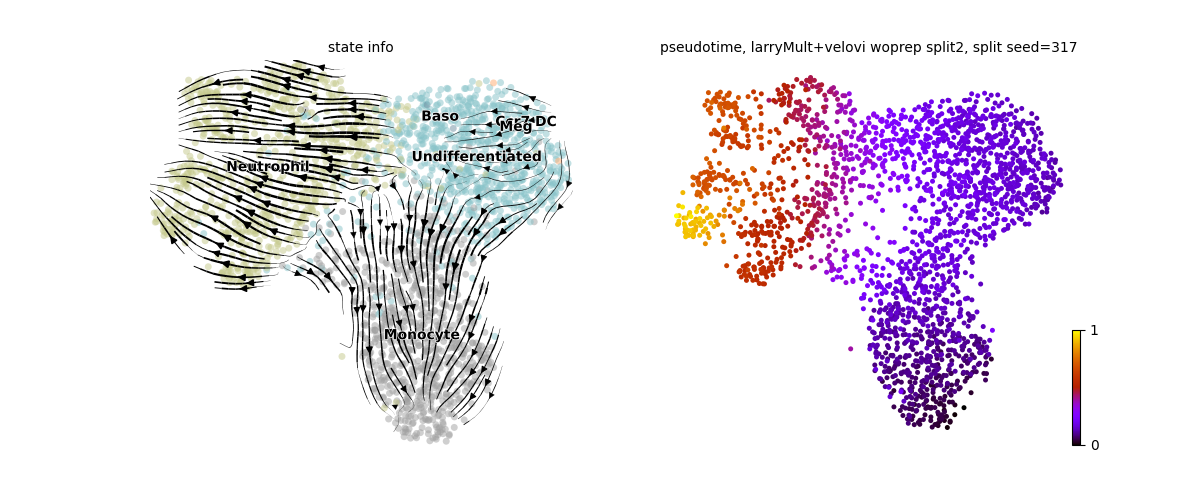 state info
pseudotime, larryMult+velovi woprep split2, split seed=317
Baso
Ccr7 DC
Meg
Undifferentiated
Neutrophil
Monocyte
1
0